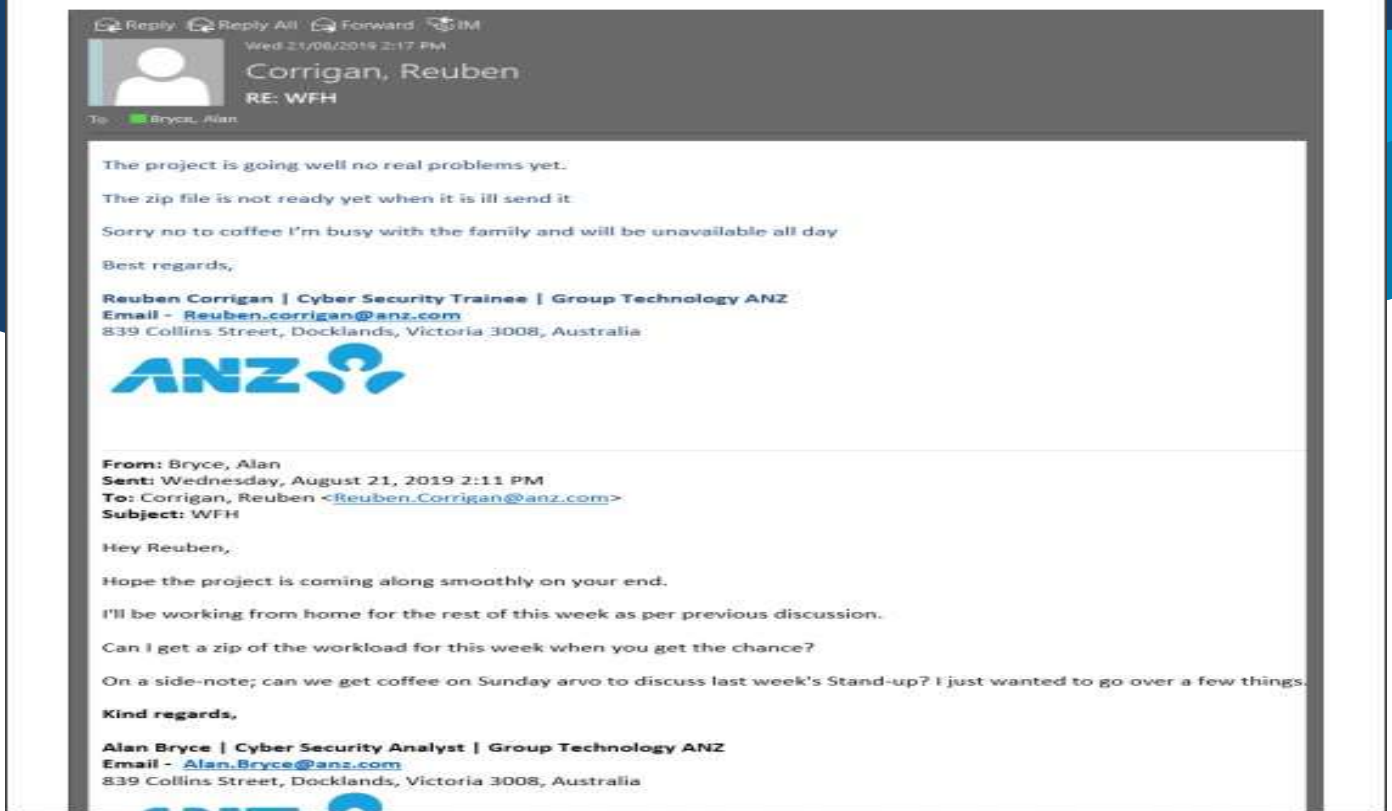 Reply Reply All Forward IM
Wed 21/08/2019 2:17 PM
Corrigan, Reuben
RE: WFH
To Bryce, Alan
The project is going well no real problems yet.
The zip file is not ready yet when it is ill send it
Sorry no to coffee I'm busy with the family and will be unavailable all day
Best regards,
Reuben Corrigan | Cyber Security Trainee | Group Technology ANZ
Email - Reuben.corrigan@anz.com
839 Collins Street, Docklands, Victoria 3008, Australia
ANZ
From: Bryce, Alan
Sent: Wednesday, August 21, 2019 2:11 PM
To: Corrigan, Reuben <Reuben.Corrigan@anz.com>
Subject: WFH
Hey Reuben,
Hope the project is coming along smoothly on your end.
I'll be working from home for the rest of this week as per previous discussion.
Can I get a zip of the workload for this week when you get the chance?
On a side-note; can we get coffee on Sunday arvo to discuss last week's Stand-up? I just wanted to go over a few things.
Kind regards,
Alan Bryce | Cyber Security Analyst | Group Technology ANZ
Email - Alan.Bryce@anz.com
839 Collins Street, Docklands, Victoria 3008, Australia